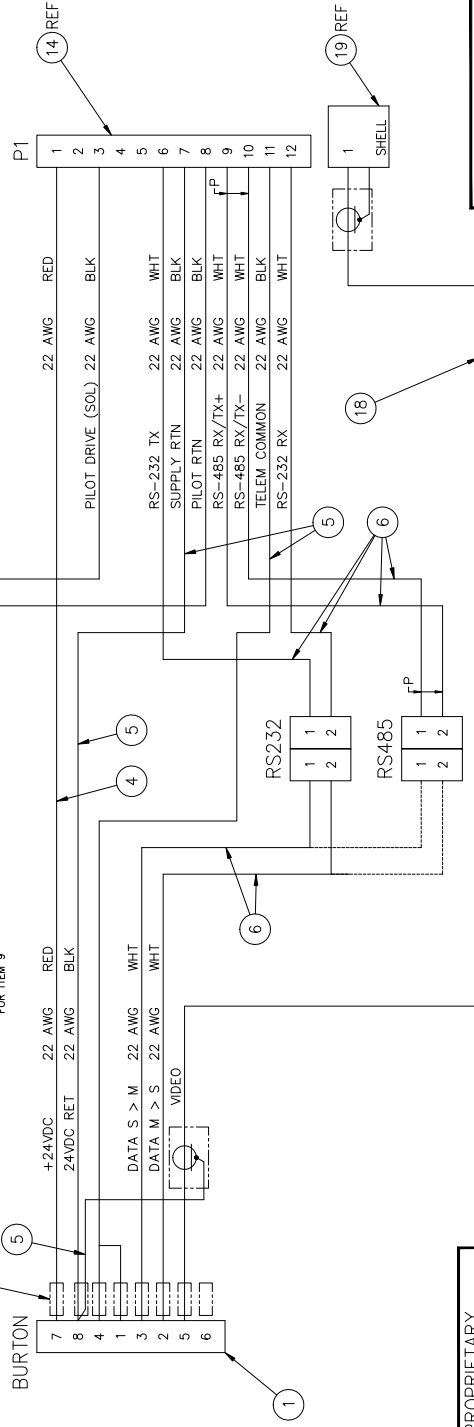 14 REF
P1
1
2
3
4
5
6
7
8
9
10
11
12
22 AWG RED
PILOT DRIVE (SOL) 22 AWG BLK
RS-232 TX 22 AWG WHT
SUPPLY RTN 22 AWG BLK
PILOT RTN 22 AWG BLK
RS-485 RX/TX+ 22 AWG WHT
RS-485 RX/TX- 22 AWG WHT
TELEM COMMON 22 AWG BLK
RS-232 RX 22 AWG WHT
P
19 REF
1
SHELL
18
5
6
5
4
RS232
1 1
2 2
RS485
1 1
2 2
P
6
FOR ITEM 9
+24VDC 22 AWG RED
24VDC RET 22 AWG BLK
DATA S > M 22 AWG WHT
DATA M > S 22 AWG WHT
VIDEO
5
BURTON
7
8
4
1
3
2
5
6
1
PROPRIETARY